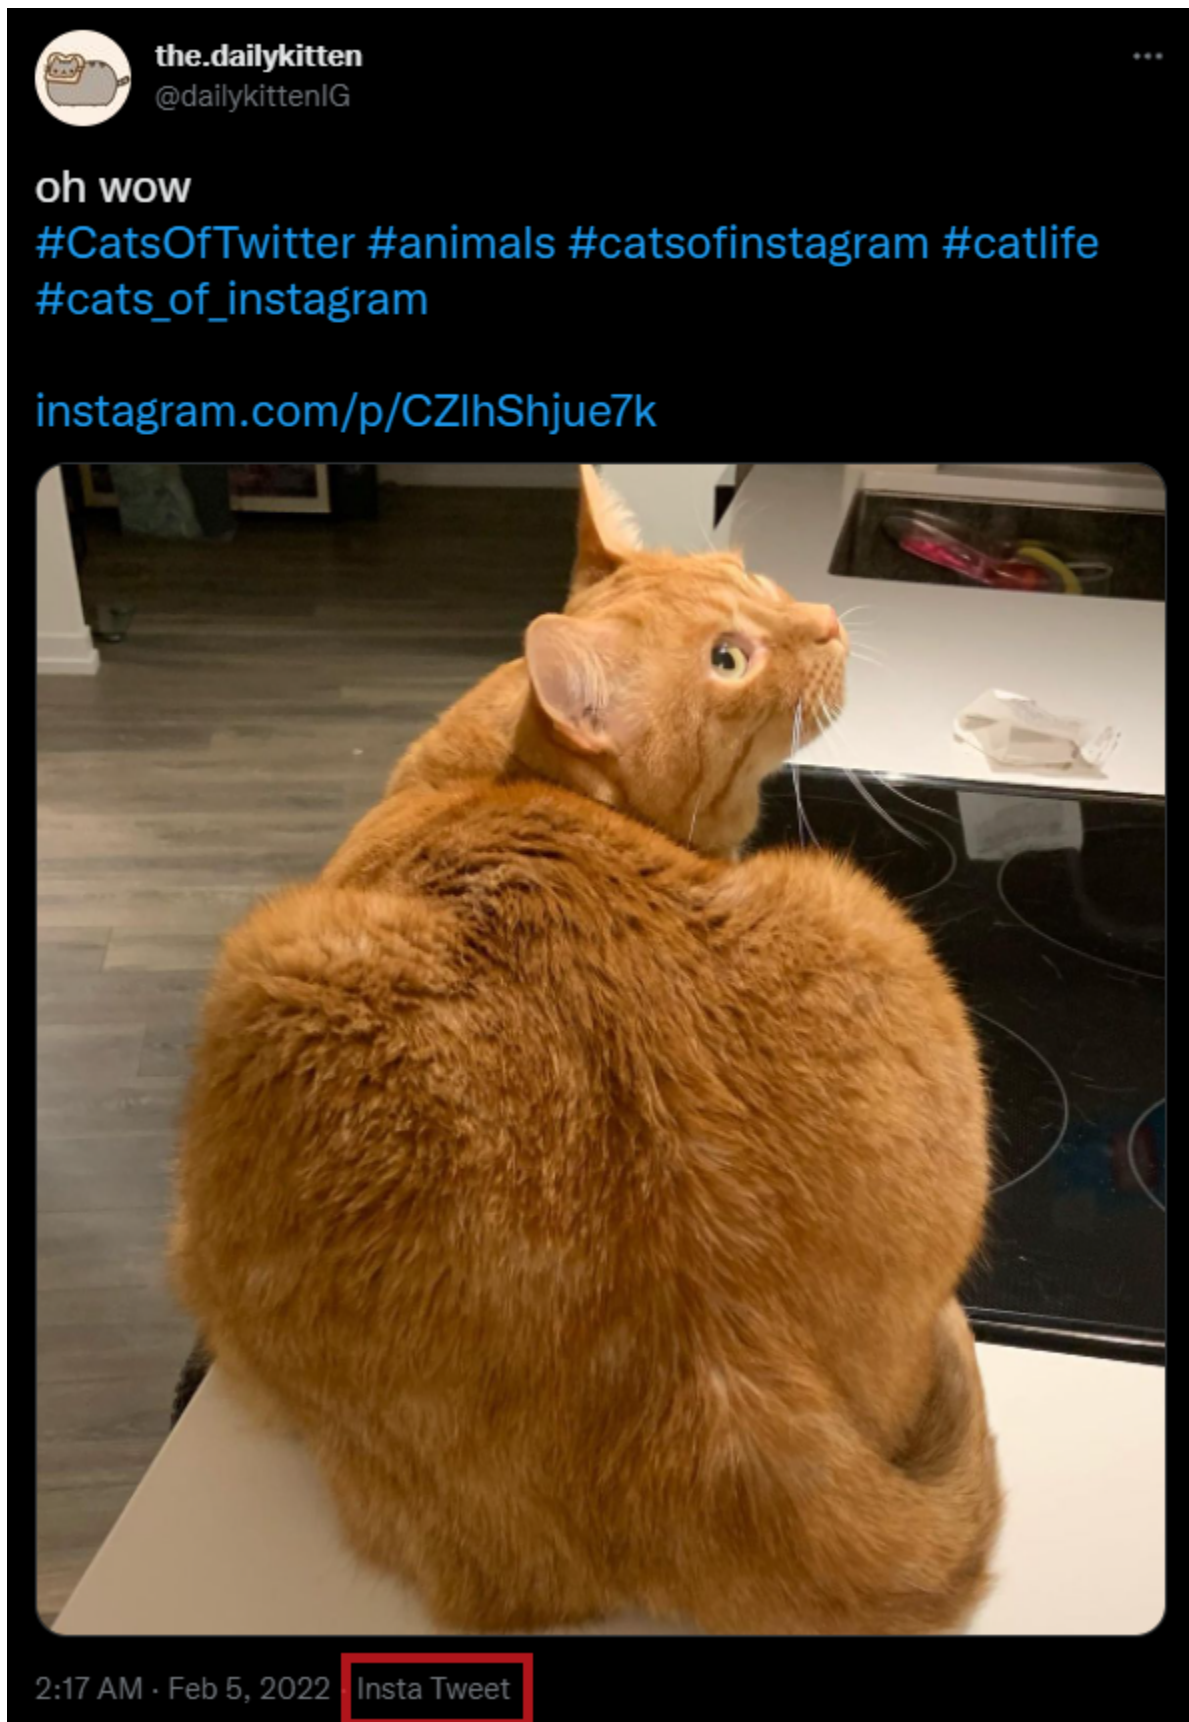 the.dailykitten
@dailykittenIG
oh wow
#CatsOfTwitter #animals #catsofinstagram #catlife
#cats_of_instagram
instagram.com/p/CZlhShjue7k
2:17 AM · Feb 5, 2022 · Insta Tweet